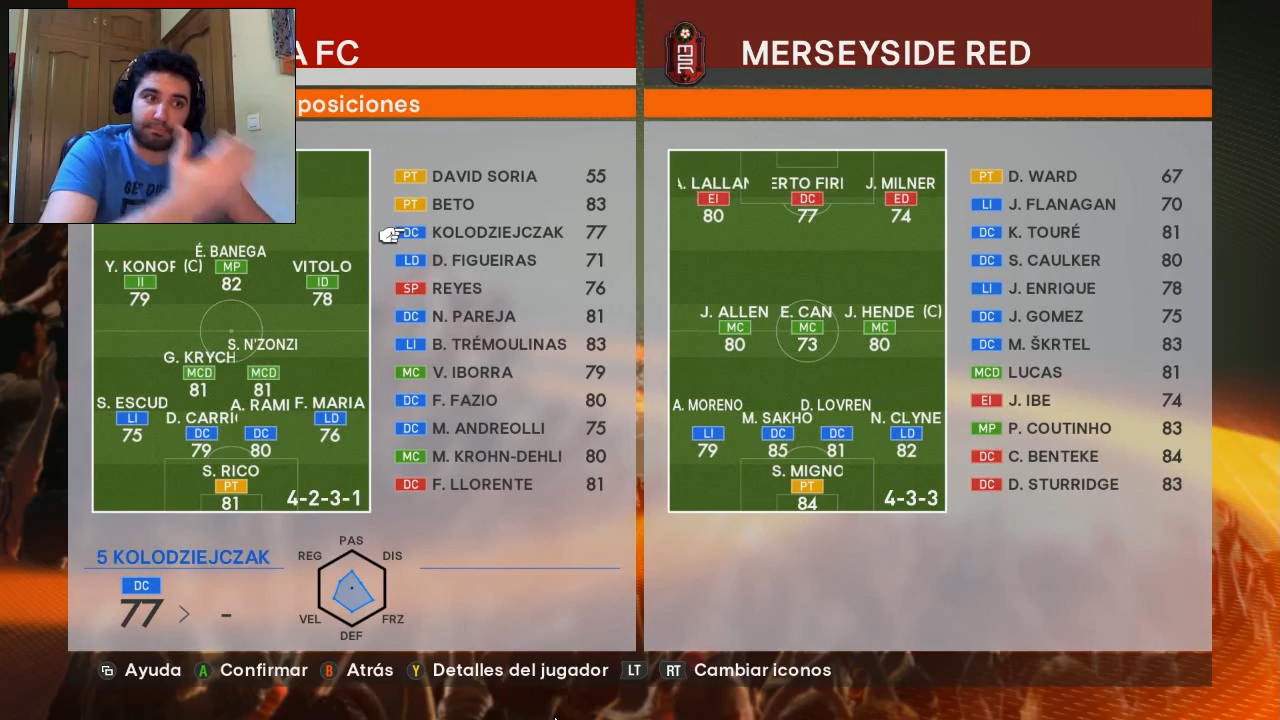 A FC
posiciones
É. BANEGA
MP
82
Y. KONOF (C)
II
79
VITOLO
ID
78
S. N'ZONZI
MCD
81
G. KRYCH
MCD
81
S. ESCUD
LI
75
D. CARRI
DC
79
A. RAMI
DC
80
F. MARIA
LD
76
S. RICO
PT
81
4-2-3-1
PT DAVID SORIA 55
PT BETO 83
DC KOLODZIEJCZAK 77
LD D. FIGUEIRAS 71
SP REYES 76
DC N. PAREJA 81
LI B. TRÉMOULINAS 83
MC V. IBORRA 79
DC F. FAZIO 80
DC M. ANDREOLLI 75
MC M. KROHN-DEHLI 80
DC F. LLORENTE 81
5 KOLODZIEJCZAK
DC
77 > -
PAS
DIS
FRZ
DEF
VEL
REG
MERSEYSIDE RED
A. LALLAN
EI
80
ERTO FIRI
DC
77
J. MILNER
ED
74
J. ALLEN
MC
80
E. CAN
MC
73
J. HENDE (C)
MC
80
A. MORENO
LI
79
M. SAKHO
DC
85
D. LOVREN
DC
81
N. CLYNE
LD
82
S. MIGNO
PT
84
4-3-3
PT D. WARD 67
LI J. FLANAGAN 70
DC K. TOURÉ 81
DC S. CAULKER 80
LI J. ENRIQUE 78
DC J. GOMEZ 75
DC M. ŠKRTEL 83
MCD LUCAS 81
EI J. IBE 74
MP P. COUTINHO 83
DC C. BENTEKE 84
DC D. STURRIDGE 83
Ayuda A Confirmar B Atrás Y Detalles del jugador LT RT Cambiar iconos